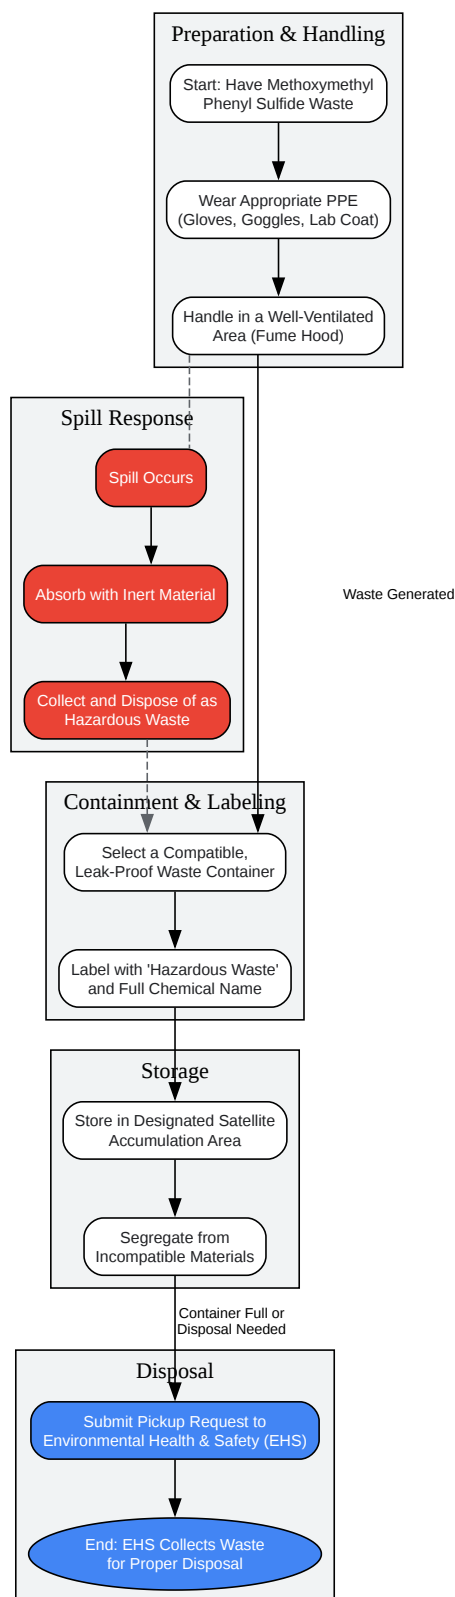 Preparation & Handling
Start: Have Methoxymethyl
Phenyl Sulfide Waste
Wear Appropriate PPE
(Gloves, Goggles, Lab Coat)
Handle in a Well-Ventilated
Area (Fume Hood)
Spill Response
Spill Occurs
Absorb with Inert Material
Waste Generated
Collect and Dispose of as
Hazardous Waste
Containment & Labeling
Select a Compatible,
Leak-Proof Waste Container
Label with 'Hazardous Waste'
and Full Chemical Name
Storage
Store in Designated Satellite
Accumulation Area
Segregate from
Incompatible Materials
Container Full or
Disposal Needed
Disposal
Submit Pickup Request to
Environmental Health & Safety (EHS)
End: EHS Collects Waste
for Proper Disposal